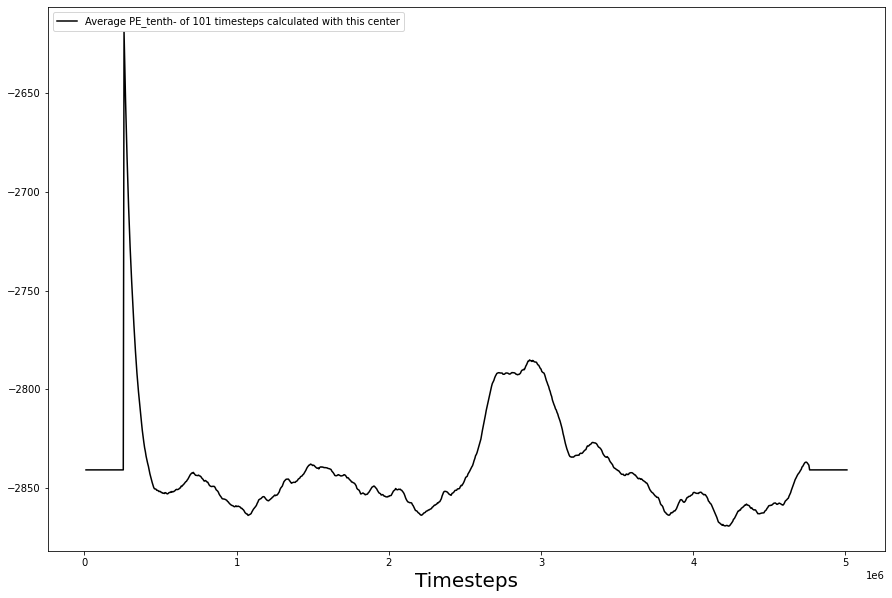 Average PE_tenth- of 101 timesteps calculated with this center
−2650
−2700
−2750
−2800
−2850
0 1 2 3 4 5
1e6
Timesteps